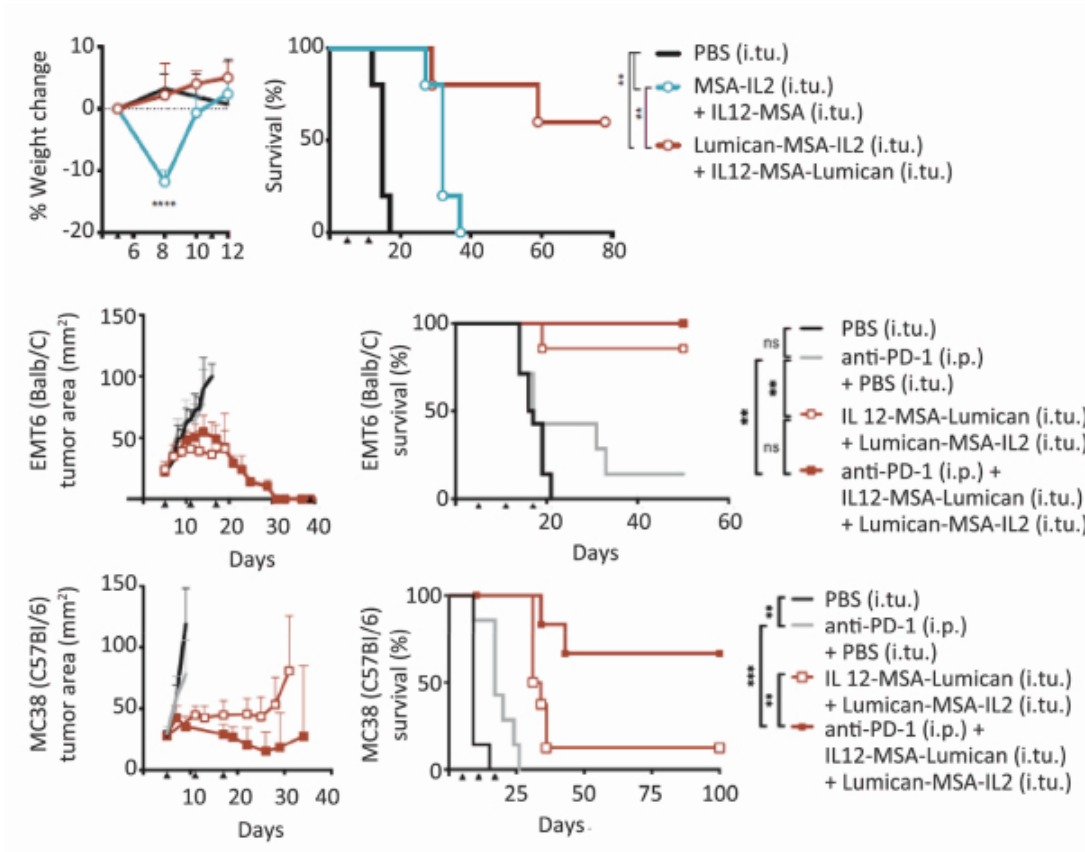 % Weight change
10
0
-10
-20
6 8 10 12
****
Survival (%)
100
50
0
20 40 60 80
**
**
PBS (i.tu.)
MSA-IL2 (i.tu.)
+ IL12-MSA (i.tu.)
Lumican-MSA-IL2 (i.tu.)
+ IL12-MSA-Lumican (i.tu.)
EMT6 (Balb/C)
tumor area (mm²)
150
100
50
10 20 30 40
Days
EMT6 (Balb/C)
survival (%)
100
50
0
20 40 60
Days
ns
**
**
ns
PBS (i.tu.)
anti-PD-1 (i.p.)
+ PBS (i.tu.)
IL 12-MSA-Lumican (i.tu.)
+ Lumican-MSA-IL2 (i.tu.)
anti-PD-1 (i.p.) +
IL12-MSA-Lumican (i.tu.)
+ Lumican-MSA-IL2 (i.tu.)
MC38 (C57Bl/6)
tumor area (mm²)
150
100
50
0
10 20 30 40
Days
MC38 (C57Bl/6)
survival (%)
100
50
0
25 50 75 100
Days
**
***
**
PBS (i.tu.)
anti-PD-1 (i.p.)
+ PBS (i.tu.)
IL 12-MSA-Lumican (i.tu.)
+ Lumican-MSA-IL2 (i.tu.)
anti-PD-1 (i.p.) +
IL12-MSA-Lumican (i.tu.)
+ Lumican-MSA-IL2 (i.tu.)